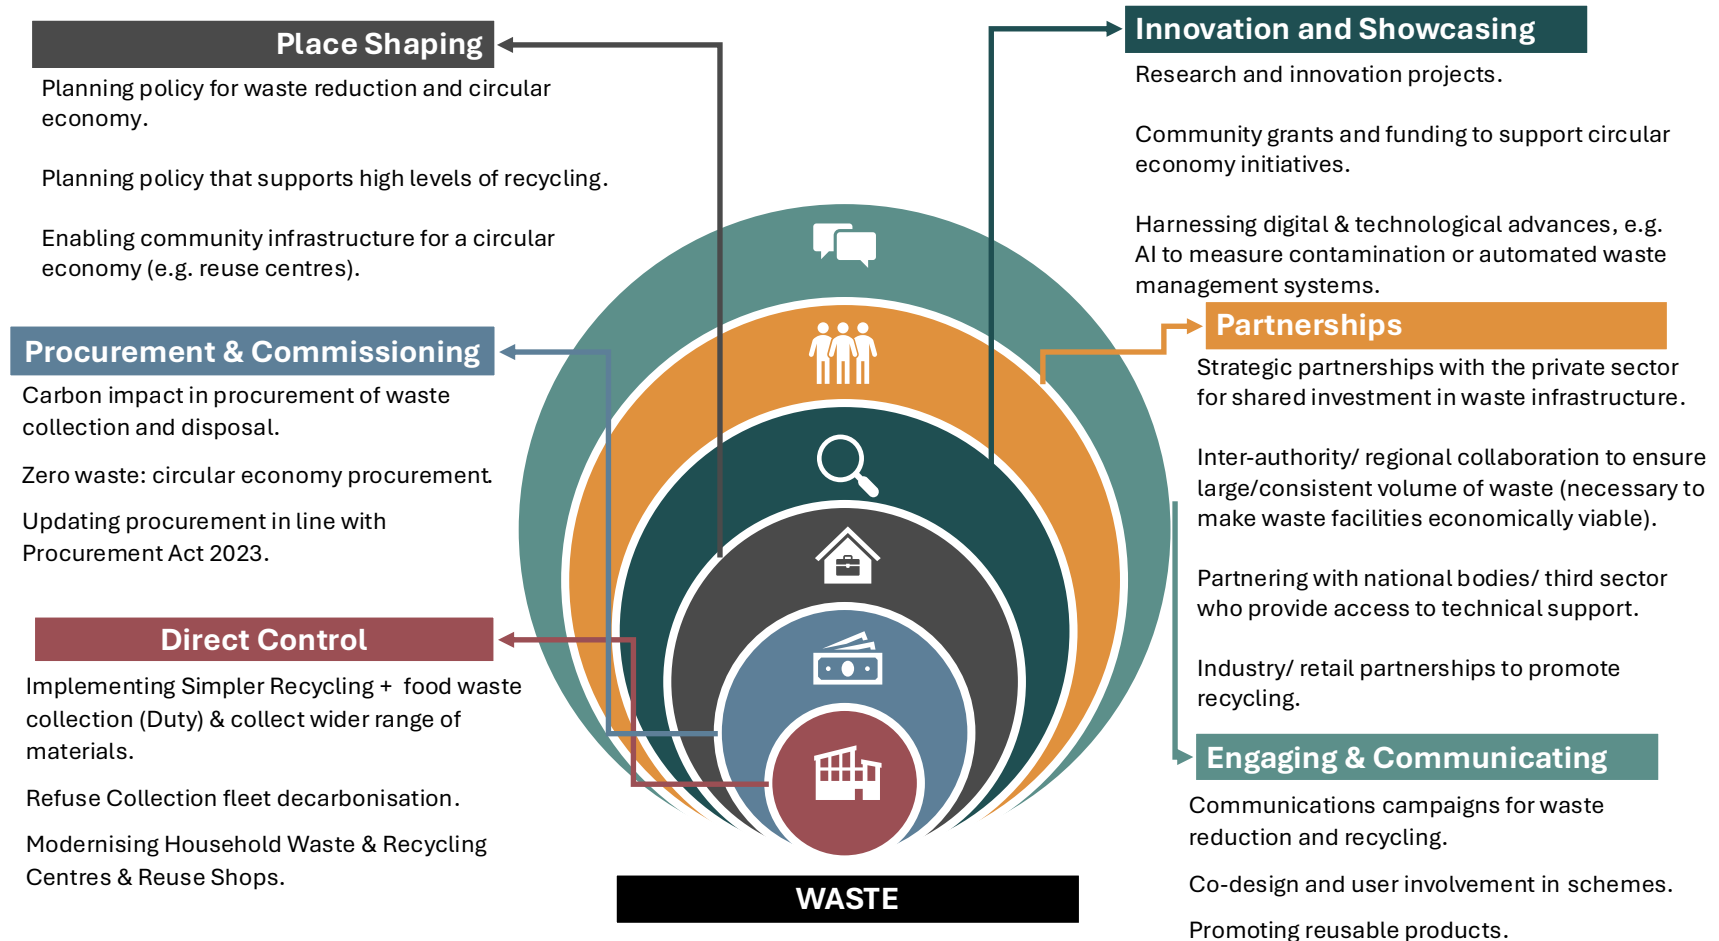 Place Shaping
Planning policy for waste reduction and circular
economy.
Planning policy that supports high levels of recycling.
Enabling community infrastructure for a circular
economy (e.g. reuse centres).
Procurement & Commissioning
Carbon impact in procurement of waste
collection and disposal.
Zero waste: circular economy procurement.
Updating procurement in line with
Procurement Act 2023.
Direct Control
Implementing Simpler Recycling + food waste
collection (Duty) & collect wider range of
materials.
Refuse Collection fleet decarbonisation.
Modernising Household Waste & Recycling
Centres & Reuse Shops.
WASTE
Innovation and Showcasing
Research and innovation projects.
Community grants and funding to support circular
economy initiatives.
Harnessing digital & technological advances, e.g.
AI to measure contamination or automated waste
management systems.
Partnerships
Strategic partnerships with the private sector
for shared investment in waste infrastructure.
Inter-authority/ regional collaboration to ensure
large/consistent volume of waste (necessary to
make waste facilities economically viable).
Partnering with national bodies/ third sector
who provide access to technical support.
Industry/ retail partnerships to promote
recycling.
Engaging & Communicating
Communications campaigns for waste
reduction and recycling.
Co-design and user involvement in schemes.
Promoting reusable products.